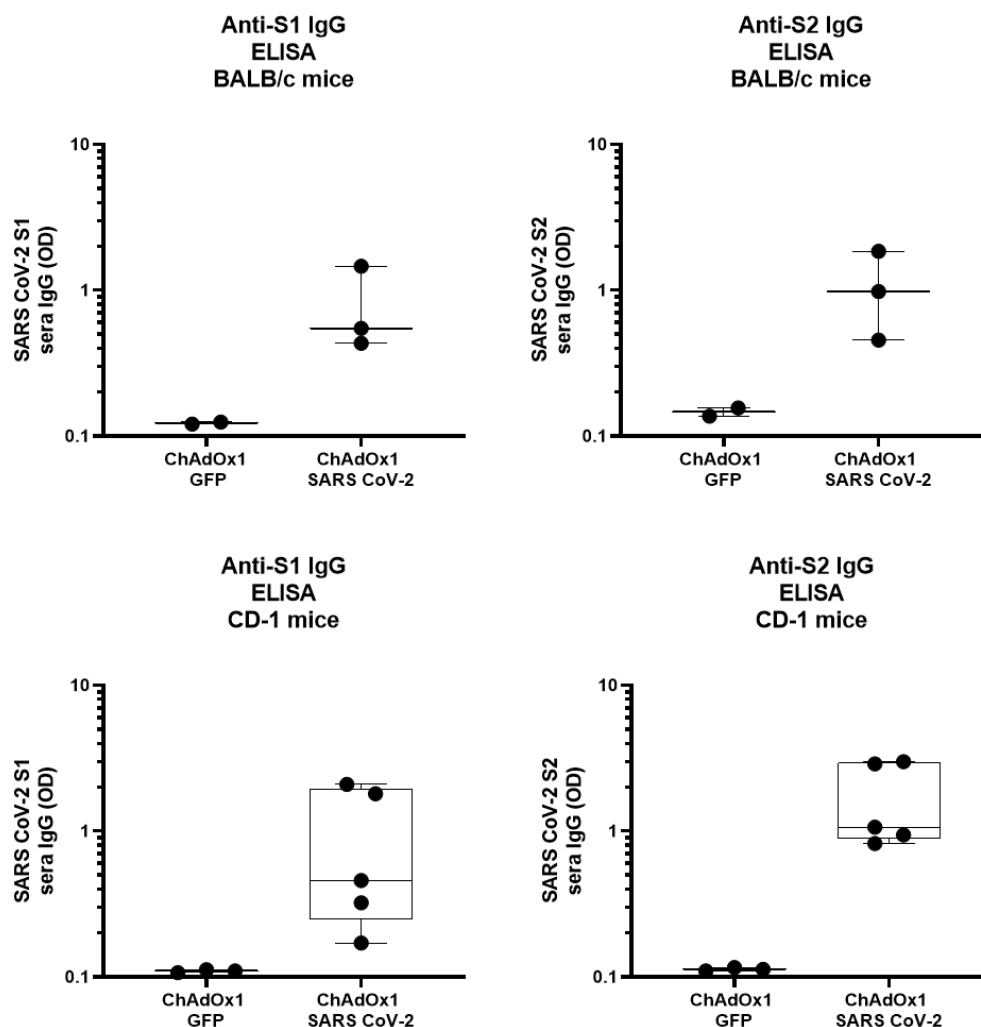 Anti-S1 IgG
ELISA
BALB/c mice
SARS CoV-2 S1
sera IgG (OD)
10
1
0.1
ChAdOx1
GFP
ChAdOx1
SARS CoV-2
Anti-S2 IgG
ELISA
BALB/c mice
SARS CoV-2 S2
sera IgG (OD)
10
1
0.1
ChAdOx1
GFP
ChAdOx1
SARS CoV-2
Anti-S1 IgG
ELISA
CD-1 mice
SARS CoV-2 S1
sera IgG (OD)
10
1
0.1
ChAdOx1
GFP
ChAdOx1
SARS CoV-2
Anti-S2 IgG
ELISA
CD-1 mice
SARS CoV-2 S2
sera IgG (OD)
10
1
0.1
ChAdOx1
GFP
ChAdOx1
SARS CoV-2